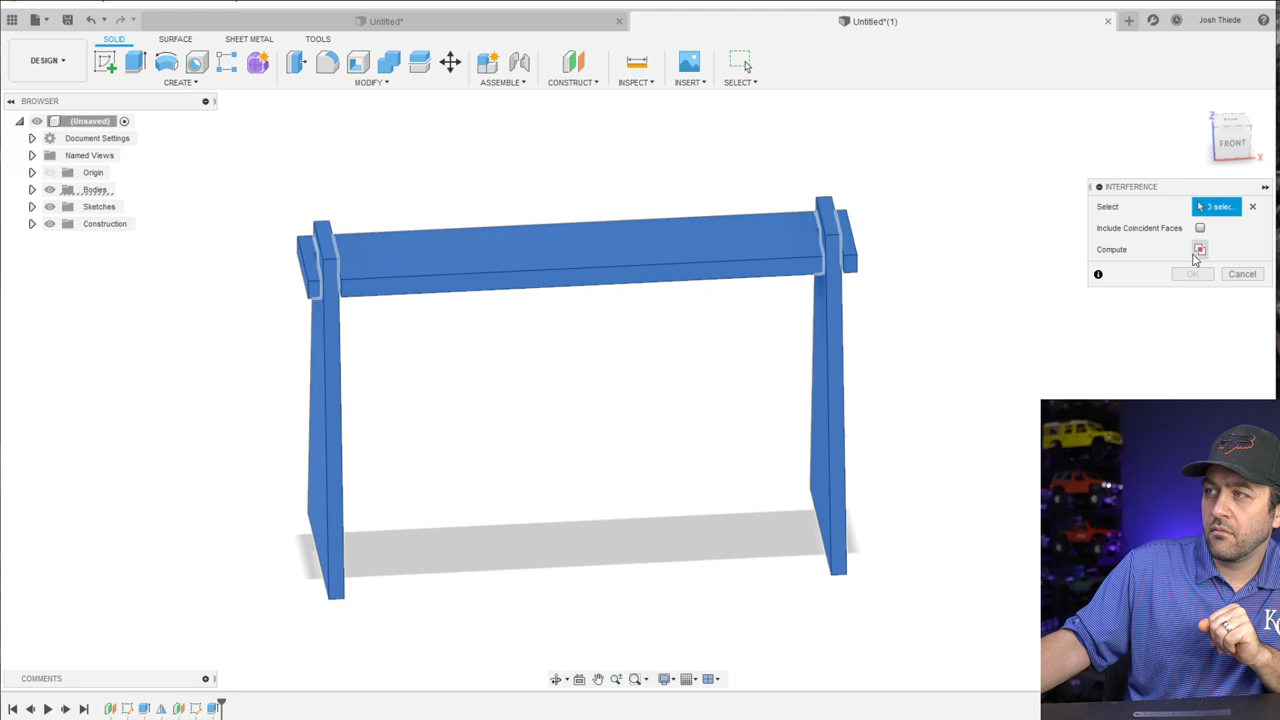 Untitled*
Untitled*(1)
Josh Thiede
DESIGN
SOLID
SURFACE
SHEET METAL
TOOLS
CREATE
MODIFY
ASSEMBLE
CONSTRUCT
INSPECT
INSERT
SELECT
BROWSER
(Unsaved)
Document Settings
Named Views
Origin
Bodies
Sketches
Construction
Z
FRONT
X
INTERFERENCE
Select
3 selec...
Include Coincident Faces
Compute
OK
Cancel
COMMENTS